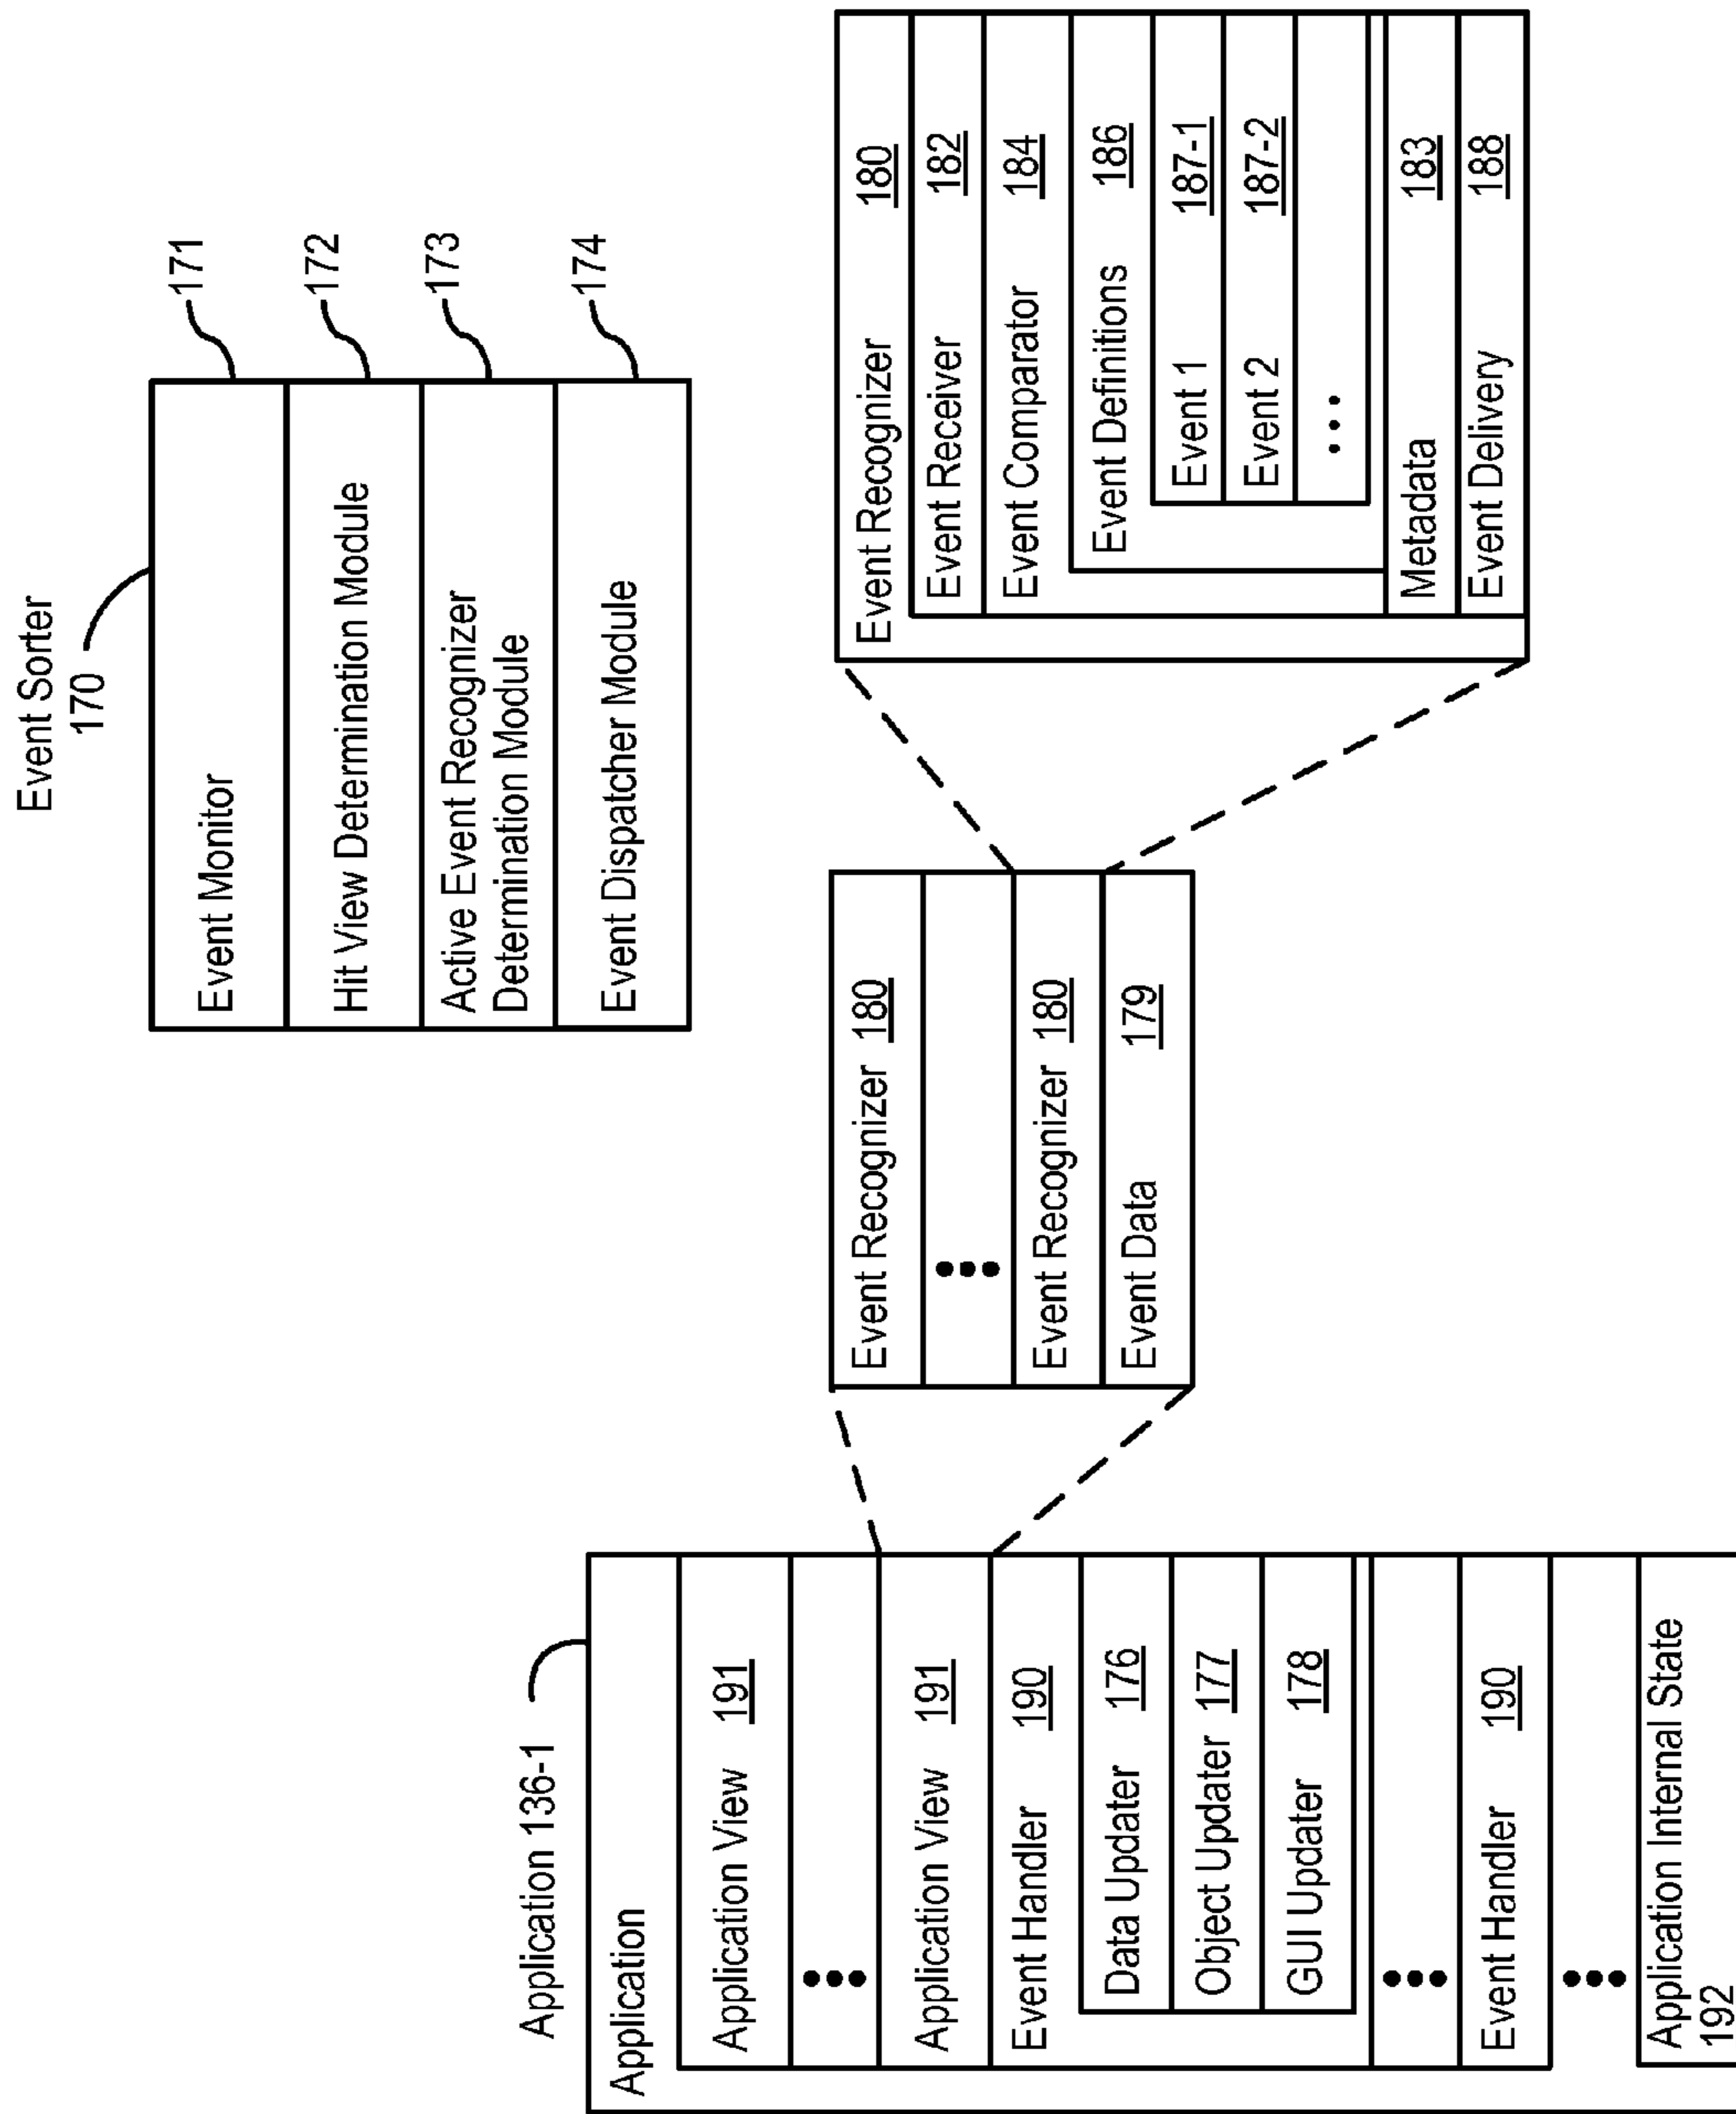 Event Sorter
170
Event Monitor
171
Hit View Determination Module
172
Active Event Recognizer
Determination Module
173
Event Dispatcher Module
174
Application 136-1
Application
Application View 191
•••
Application View 191
Event Handler 190
Data Updater 176
Object Updater 177
GUI Updater 178
•••
Event Handler 190
•••
Application Internal State
192
Event Recognizer 180
•••
Event Recognizer 180
Event Data 179
Event Recognizer 180
Event Receiver 182
Event Comparator 184
Event Definitions 186
Event 1 187-1
Event 2 187-2
•••
Metadata 183
Event Delivery 188